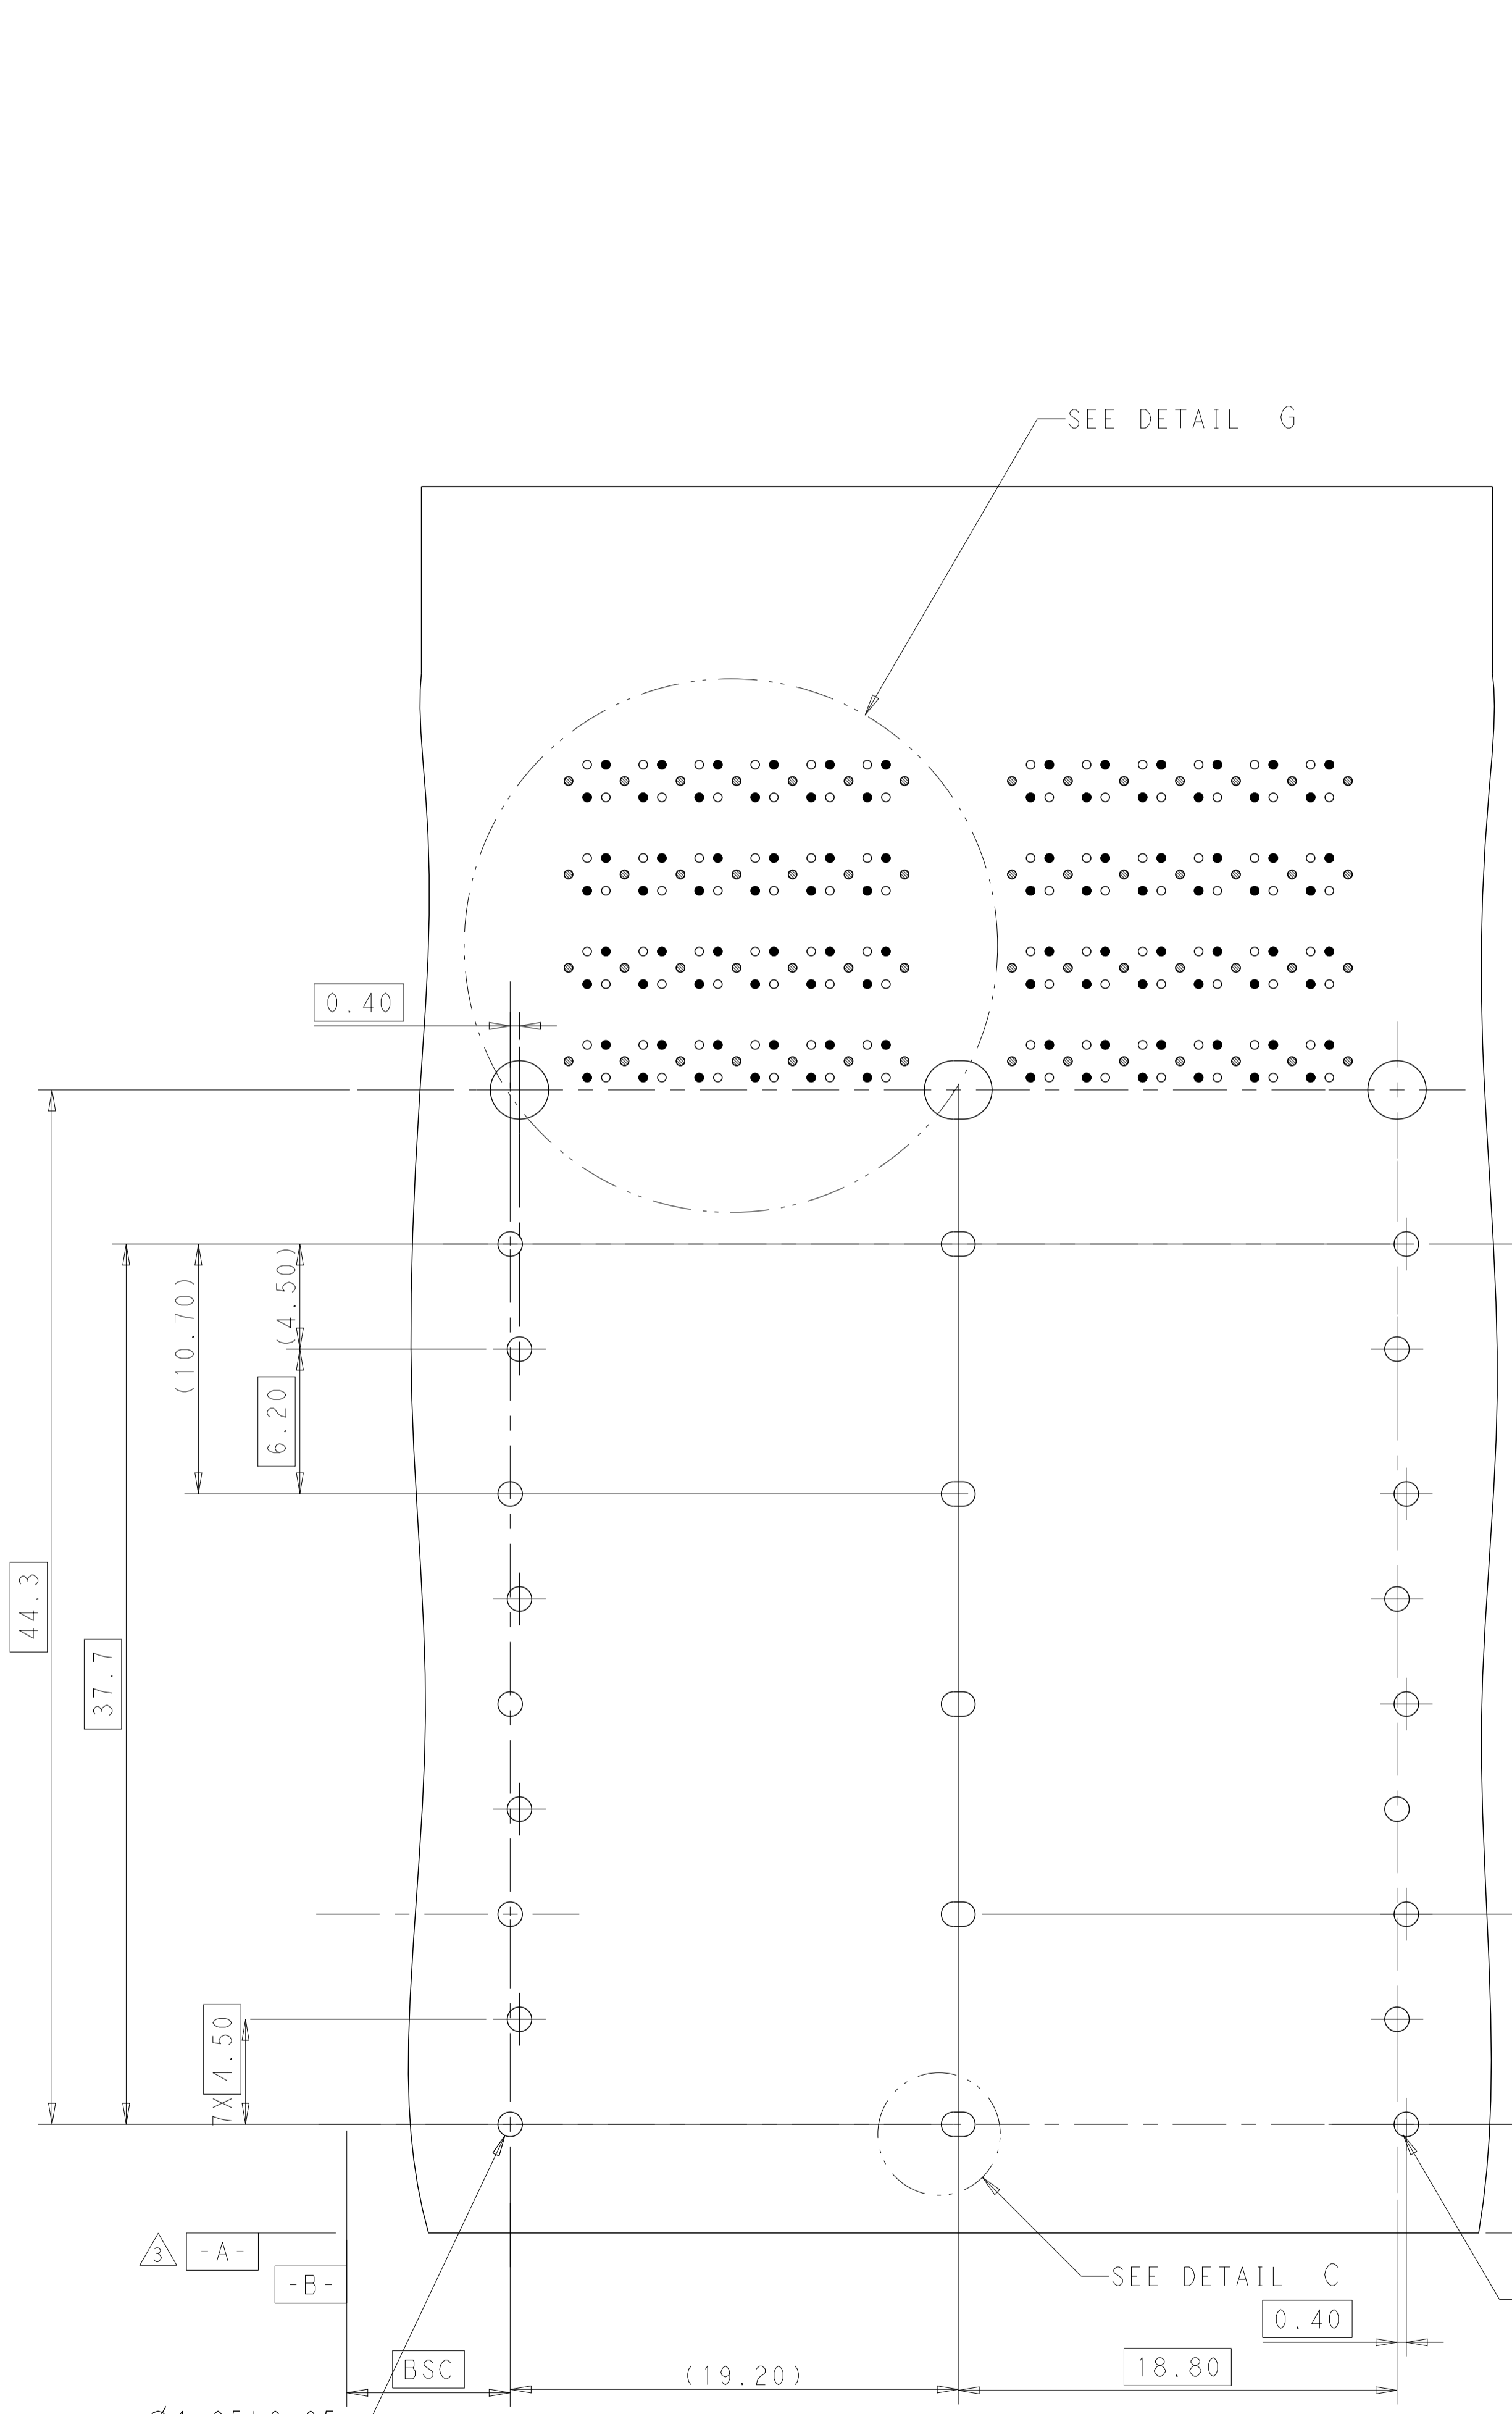 SEE DETAIL G
0.40
(4.50)
(10.70)
6.20
44.3
37.7
7X 4.50
3
-A-
-B-
SEE DETAIL C
0.40
BSC
(19.20)
18.80